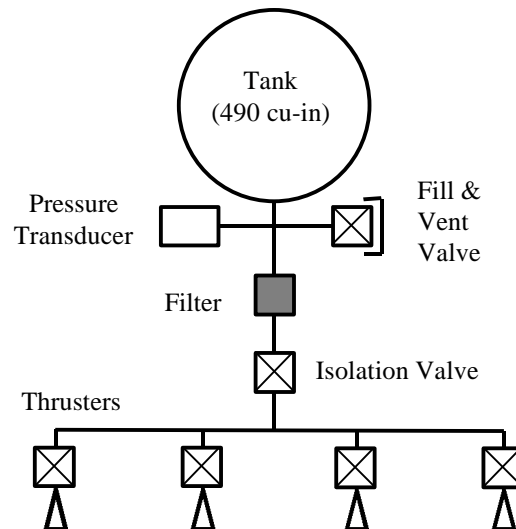 Tank
(490 cu-in)
Pressure
Transducer
Fill &
Vent
Valve
Filter
Isolation Valve
Thrusters